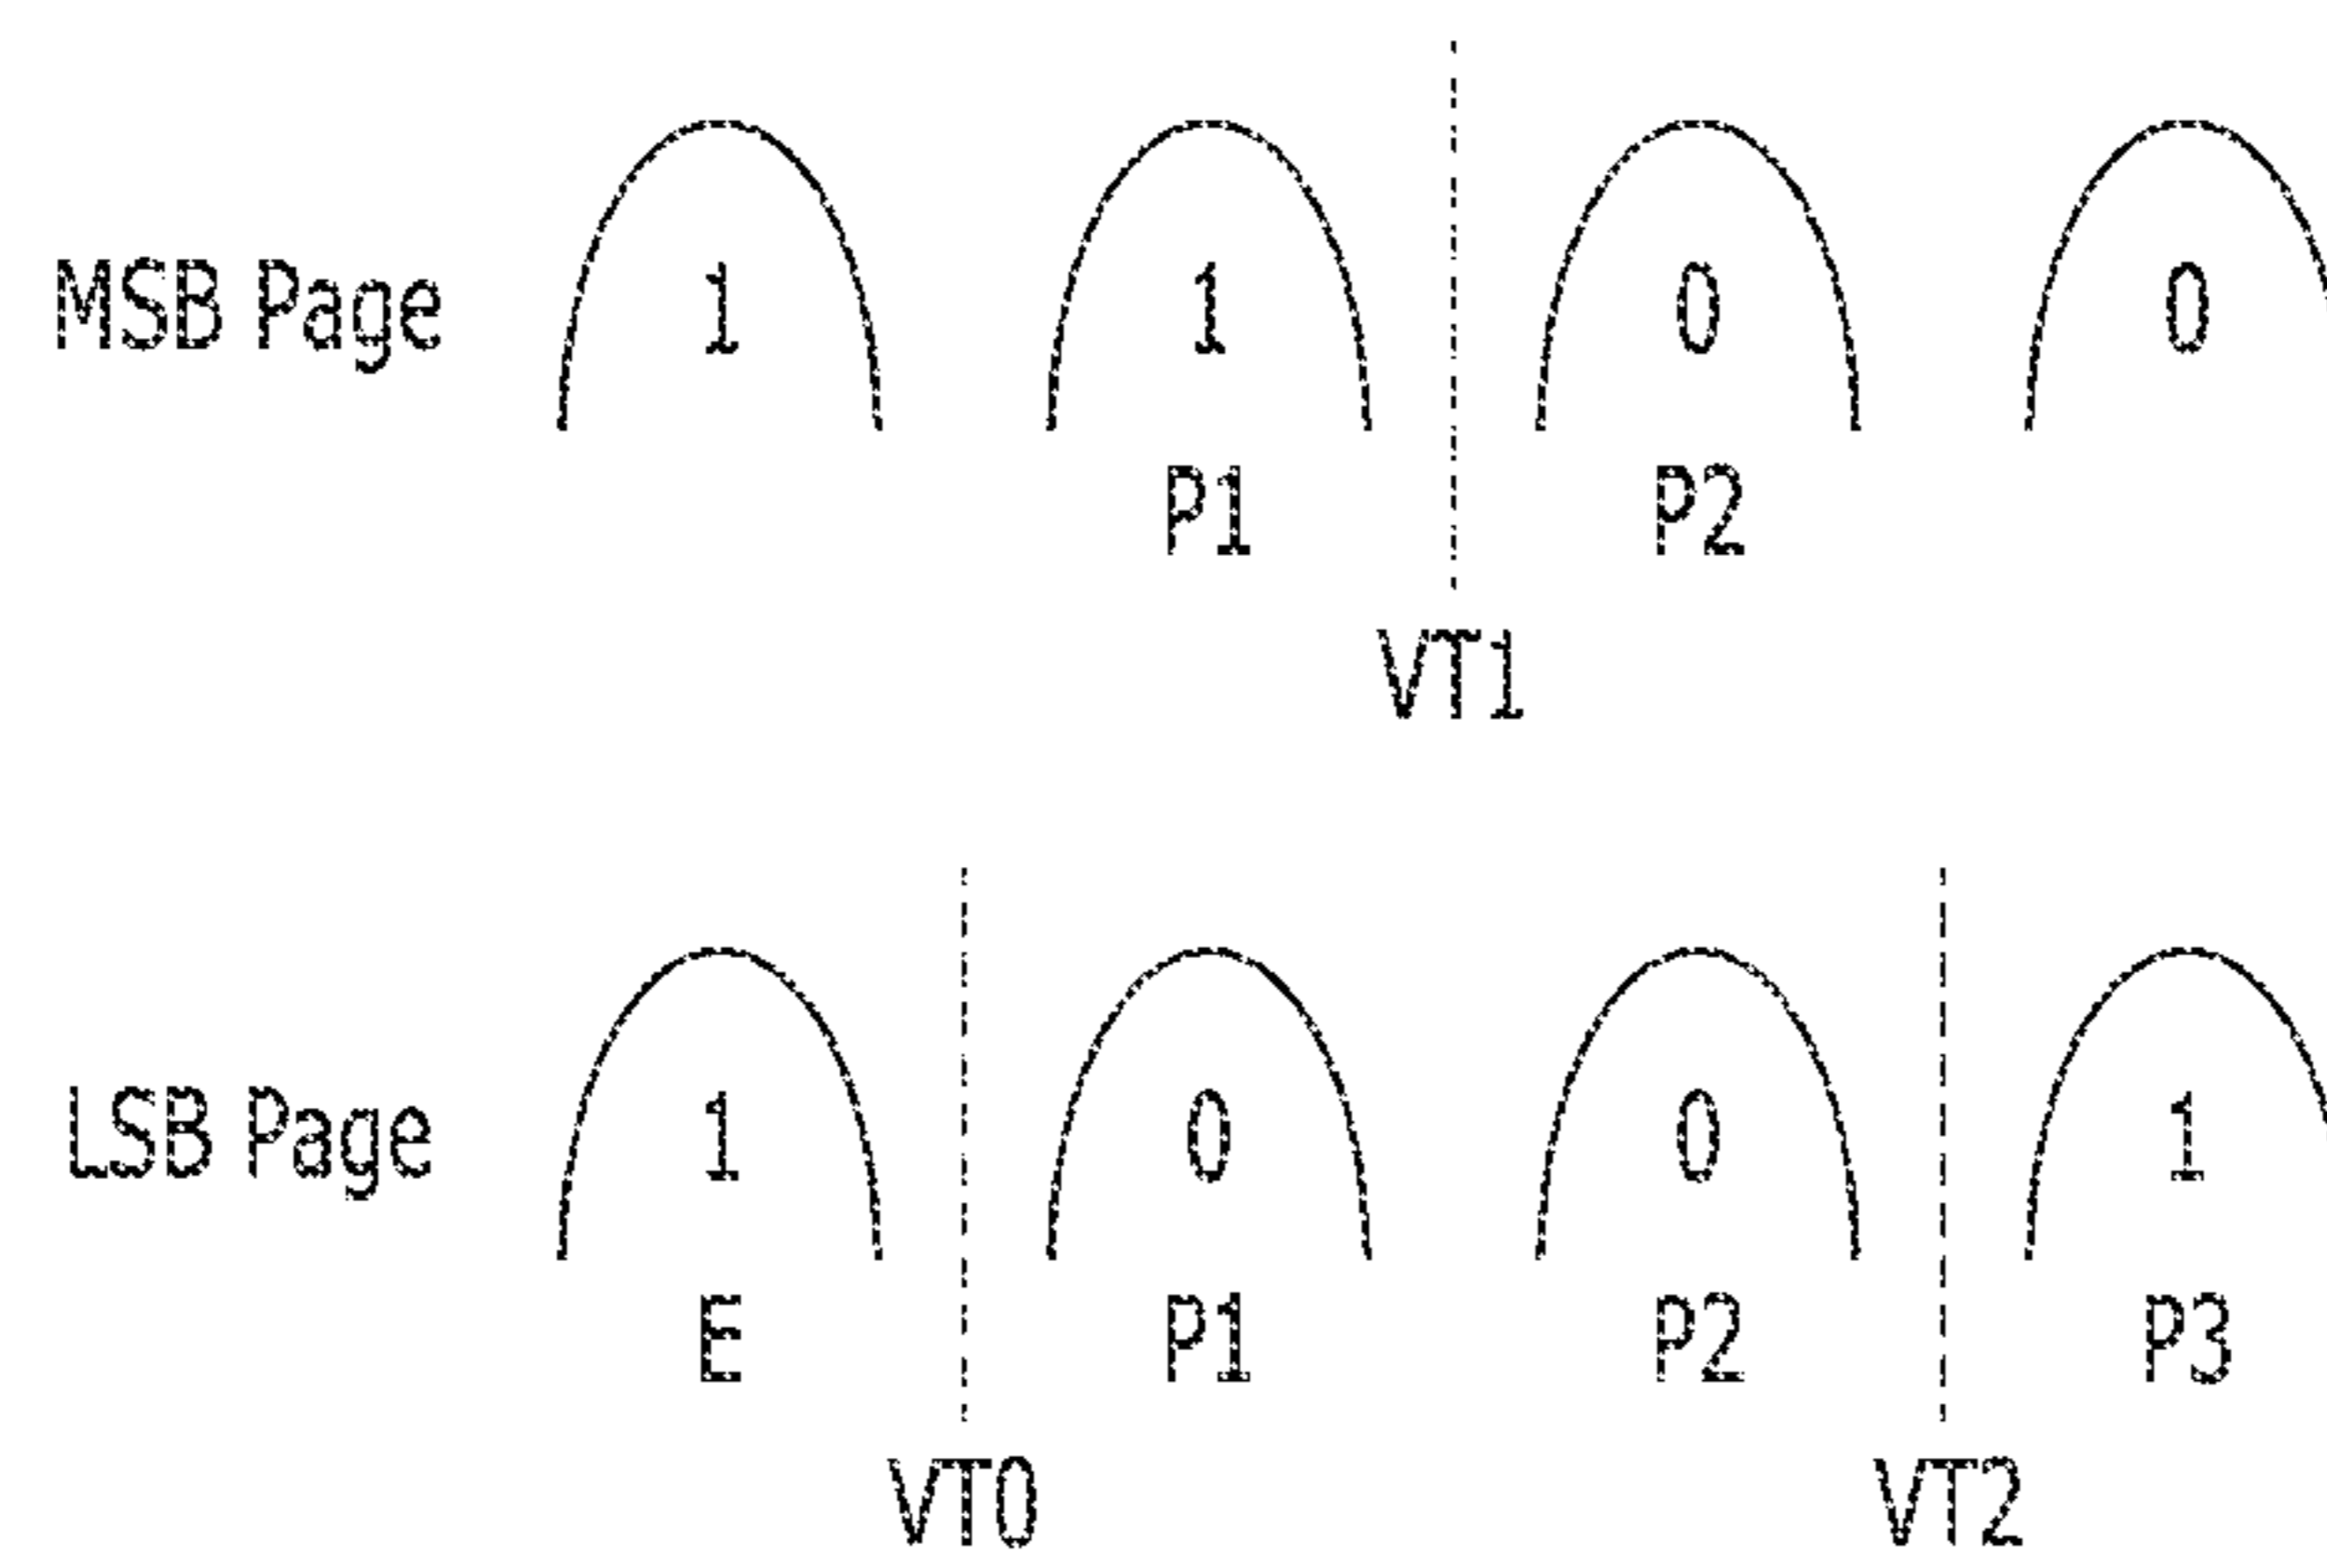 MSB Page 1 1 0 0
P1 P2
VT1
LSB Page 1 0 0 1
E P1 P2 P3
VT0 VT2